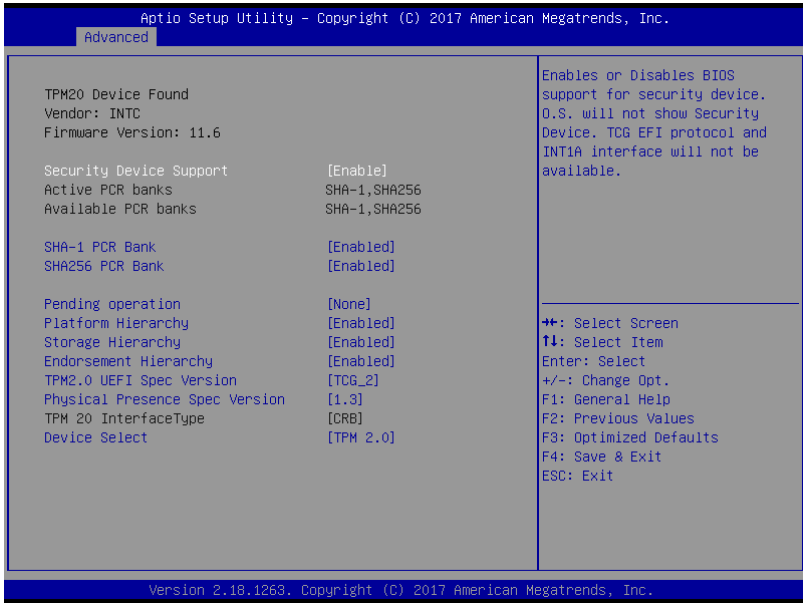 Aptio Setup Utility – Copyright (C) 2017 American Megatrends, Inc.
Advanced
TPM20 Device Found
Vendor: INTC
Firmware Version: 11.6
Security Device Support [Enable]
Active PCR banks SHA-1,SHA256
Available PCR banks SHA-1,SHA256
SHA-1 PCR Bank [Enabled]
SHA256 PCR Bank [Enabled]
Pending operation [None]
Platform Hierarchy [Enabled]
Storage Hierarchy [Enabled]
Endorsement Hierarchy [Enabled]
TPM2.0 UEFI Spec Version [TCG_2]
Physical Presence Spec Version [1.3]
TPM 20 InterfaceType [CRB]
Device Select [TPM 2.0]
Enables or Disables BIOS
support for security device.
O.S. will not show Security
Device. TCG EFI protocol and
INT1A interface will not be
available.
→←: Select Screen
↑↓: Select Item
Enter: Select
+/-: Change Opt.
F1: General Help
F2: Previous Values
F3: Optimized Defaults
F4: Save & Exit
ESC: Exit
Version 2.18.1263. Copyright (C) 2017 American Megatrends, Inc.